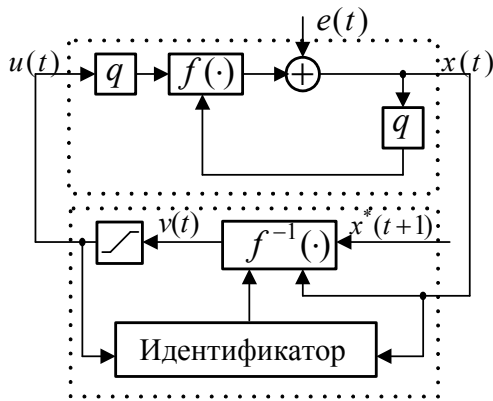 e(t)
u(t)
q
f(·)
+
x(t)
q
v(t)
f⁻¹(·)
x*(t+1)
Идентификатор